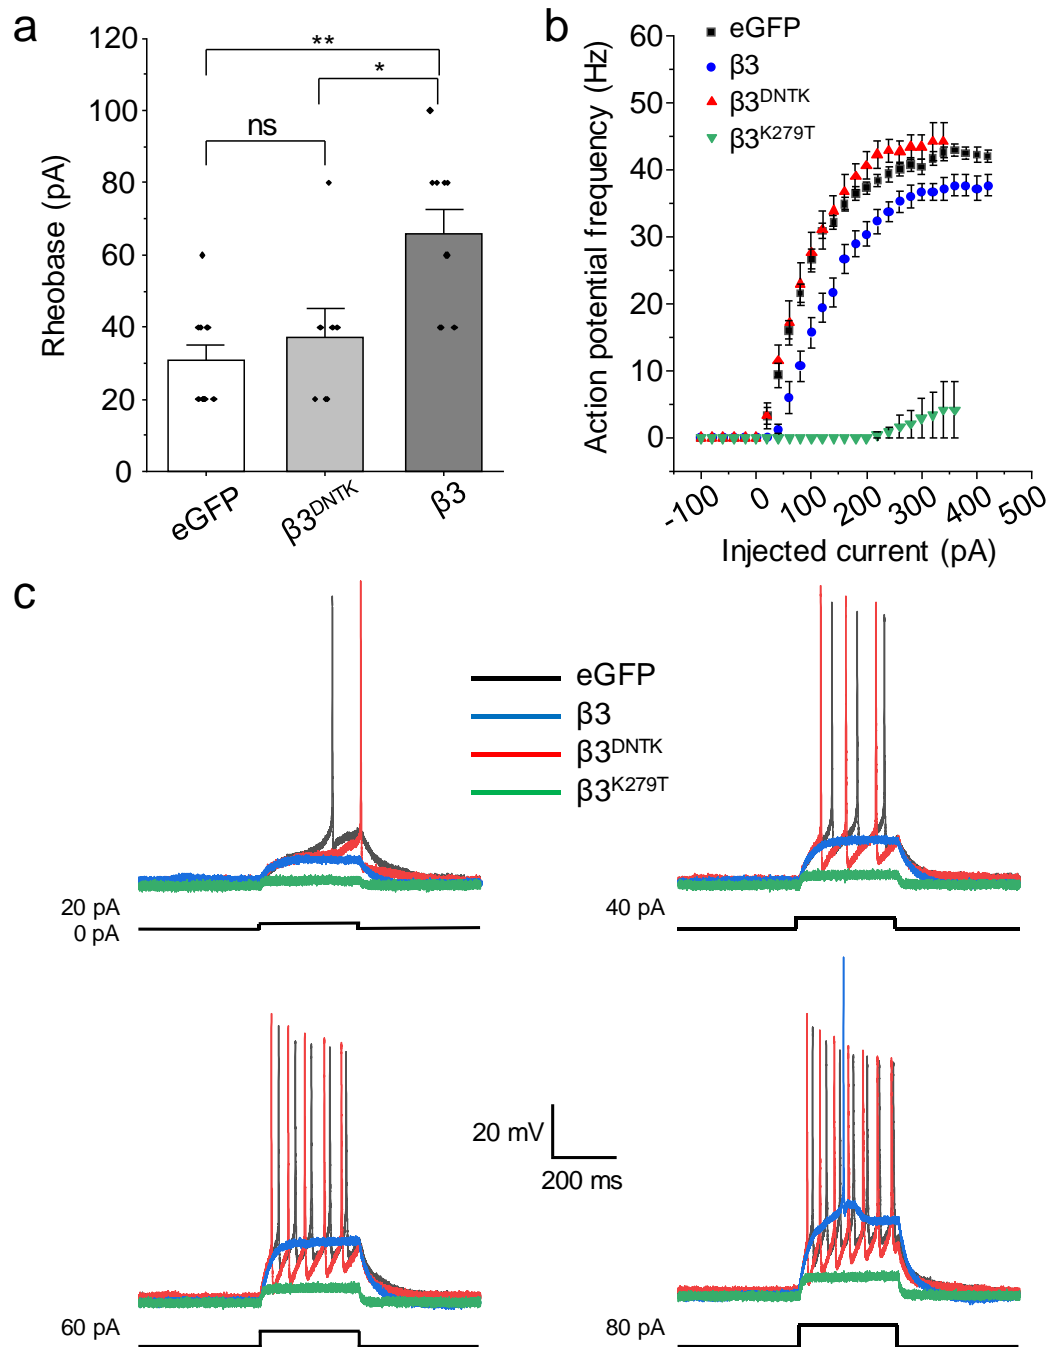 a
120
100
80
60
40
20
0
Rheobase (pA)
**
*
ns
eGFP
β3DNTK
β3
b
60
50
40
30
20
10
0
Action potential frequency (Hz)
eGFP
β3
β3DNTK
β3K279T
-100
0
100
200
300
400
500
Injected current (pA)
c
eGFP
β3
β3DNTK
β3K279T
20 pA
0 pA
40 pA
20 mV
200 ms
60 pA
80 pA